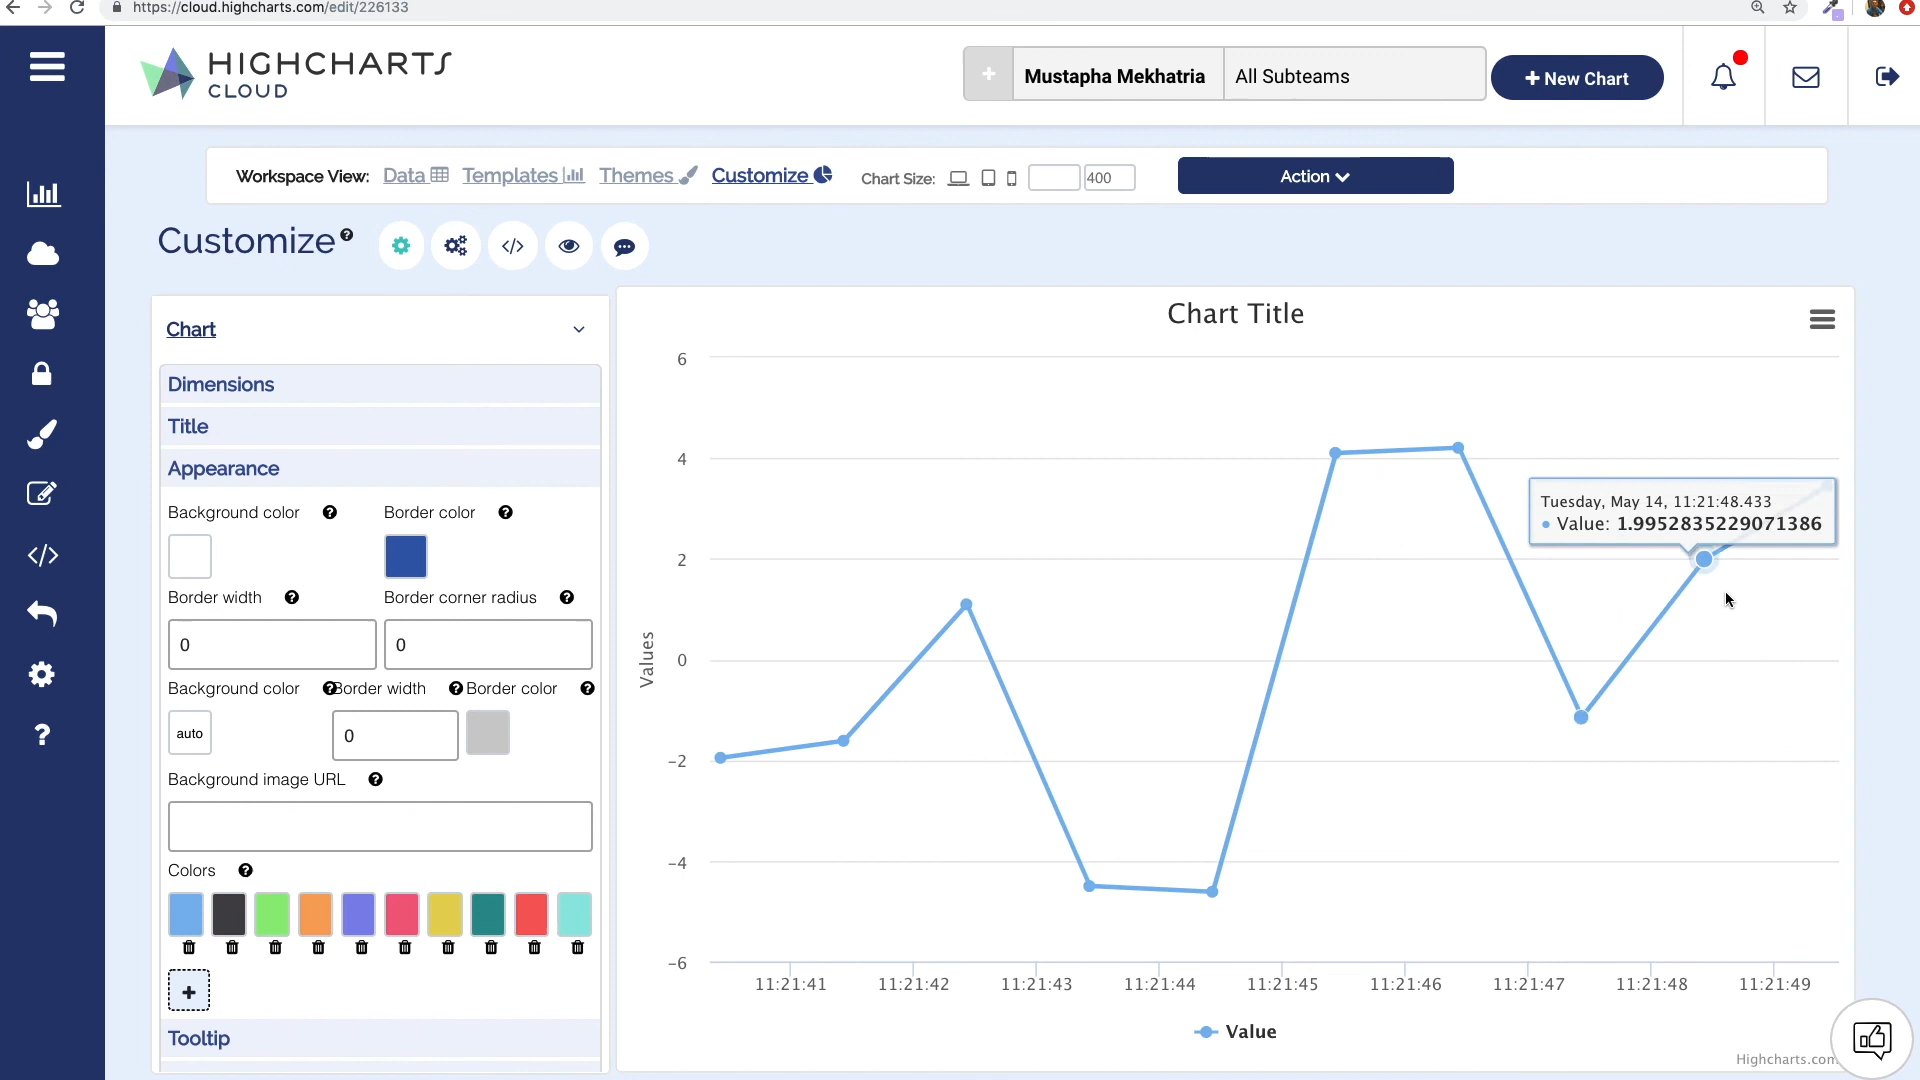 https://cloud.highcharts.com/edit/226133
HIGHCHARTS
CLOUD
+ Mustapha Mekhatria All Subteams
+ New Chart
Workspace View: Data Templates Themes Customize Chart Size: 400 Action
Customize ?
Chart
Dimensions
Title
Appearance
Background color ? Border color ?
Border width ? Border corner radius ?
0 0
Background color ? Border width ? Border color ?
auto 0
Background image URL ?
Colors ?
+
Tooltip
Chart Title
6
4
2
0
-2
-4
-6
Values
Tuesday, May 14, 11:21:48.433
Value: 1.9952835229071386
11:21:41 11:21:42 11:21:43 11:21:44 11:21:45 11:21:46 11:21:47 11:21:48 11:21:49
Value
Highcharts.com